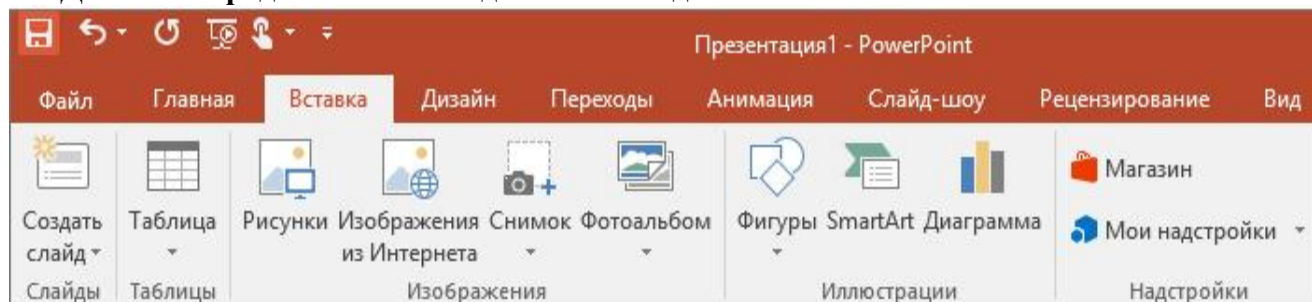 Презентация1 - PowerPoint
Файл Главная Вставка Дизайн Переходы Анимация Слайд-шоу Рецензирование Вид
Создать слайд
Таблица
Рисунки
Изображения из Интернета
Снимок
Фотоальбом
Фигуры
SmartArt
Диаграмма
Магазин
Мои надстройки
Слайды Таблицы Изображения Иллюстрации Надстройки